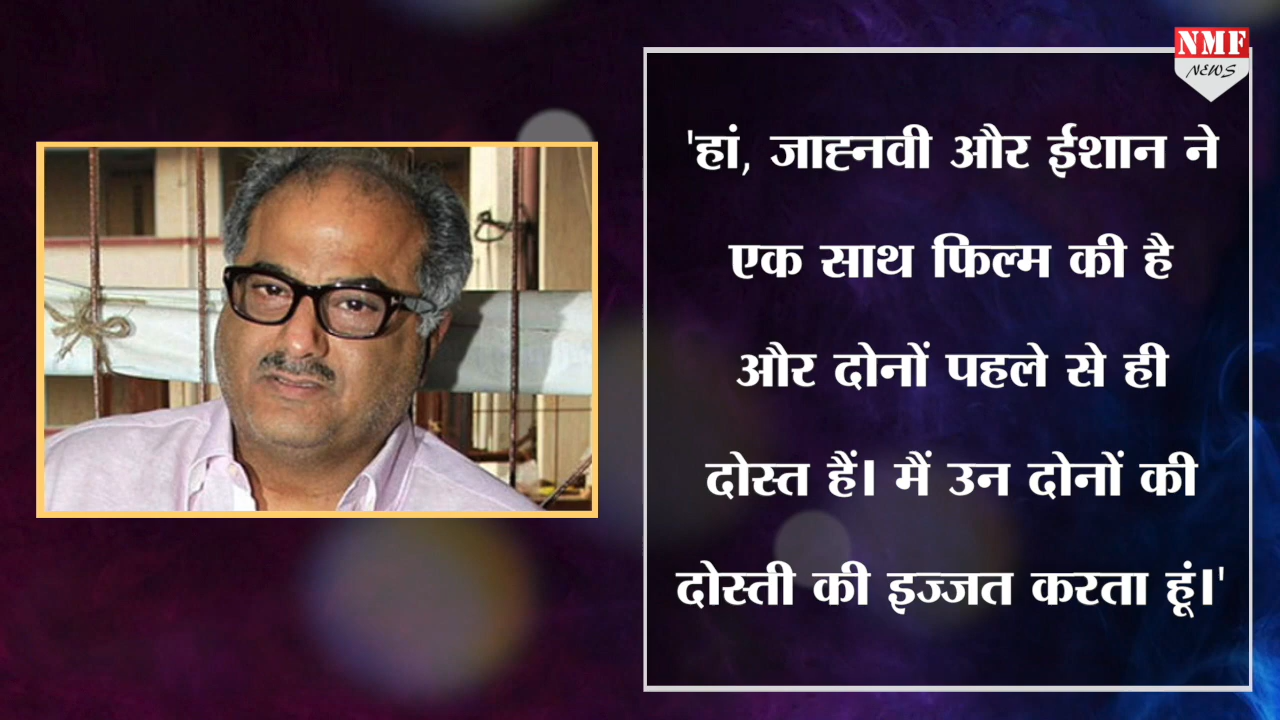 NMF
NEWS
'हां, जाह्नवी और ईशान ने
एक साथ फिल्म की है
और दोनों पहले से ही
दोस्त हैं। मैं उन दोनों की
दोस्ती की इज्जत करता हूं।'